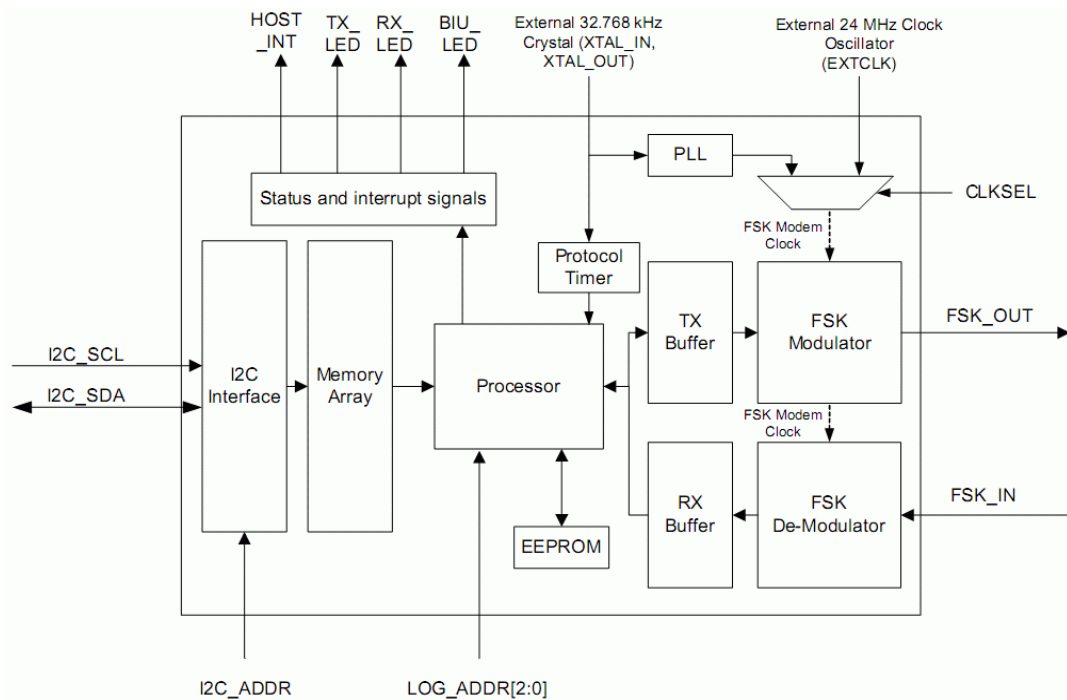 HOST
_INT
TX_
LED
RX_
LED
BIU_
LED
External 32.768 kHz
Crystal (XTAL_IN,
XTAL_OUT)
External 24 MHz Clock
Oscillator
(EXTCLK)
PLL
CLKSEL
Status and interrupt signals
FSK Modem
Clock
Protocol
Timer
I2C_SCL
I2C_SDA
I2C
Interface
Memory
Array
Processor
TX
Buffer
FSK
Modulator
FSK_OUT
FSK Modem
Clock
RX
Buffer
FSK
De-Modulator
FSK_IN
EEPROM
I2C_ADDR
LOG_ADDR[2:0]